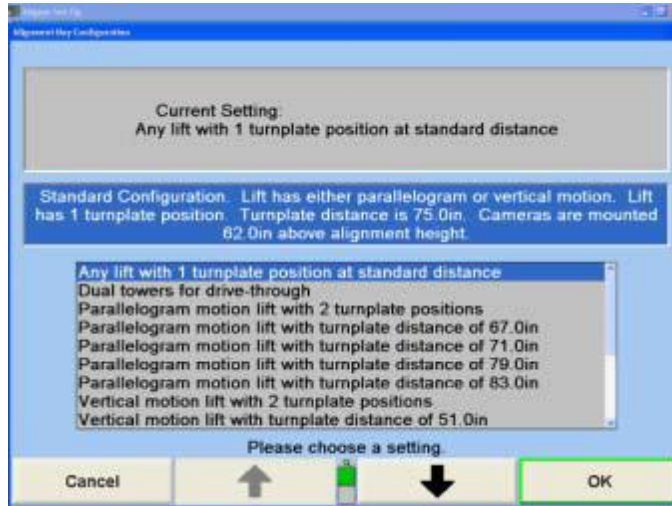 Alignment Bay Configuration
Current Setting:
Any lift with 1 turnplate position at standard distance
Standard Configuration. Lift has either parallelogram or vertical motion. Lift
has 1 turnplate position. Turnplate distance is 75.0in. Cameras are mounted
62.0in above alignment height.
Any lift with 1 turnplate position at standard distance
Dual towers for drive-through
Parallelogram motion lift with 2 turnplate positions
Parallelogram motion lift with turnplate distance of 67.0in
Parallelogram motion lift with turnplate distance of 71.0in
Parallelogram motion lift with turnplate distance of 79.0in
Parallelogram motion lift with turnplate distance of 83.0in
Vertical motion lift with 2 turnplate positions
Vertical motion lift with turnplate distance of 51.0in
Please choose a setting.
Cancel
OK